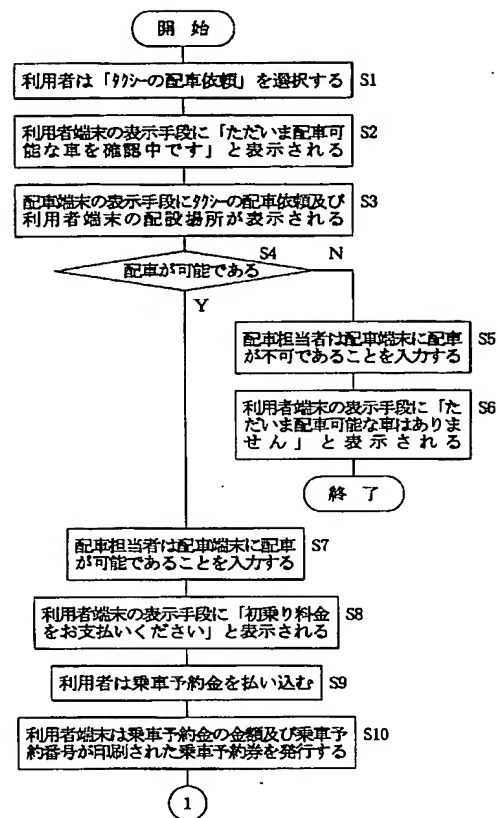 開 始
利用者は「タクシーの配車依頼」を選択する
S1
利用者端末の表示手段に「ただいま配車可
能な車を確認中です」と表示される
S2
配車端末の表示手段にタクシーの配車依頼及び
利用者端末の配設場所が表示される
S3
S4
配車が可能である
N
Y
配車担当者は配車端末に配車
が不可であることを入力する
S5
利用者端末の表示手段に「た
だいま配車可能な車はありま
せん」と表示される
S6
終 了
配車担当者は配車端末に配車
が可能であることを入力する
S7
利用者端末の表示手段に「初乗り料金
をお支払いください」と表示される
S8
利用者は乗車予約金を払い込む
S9
利用者端末は乗車予約金の金額及び乗車予
約番号が印刷された乗車予約券を発行する
S10
1